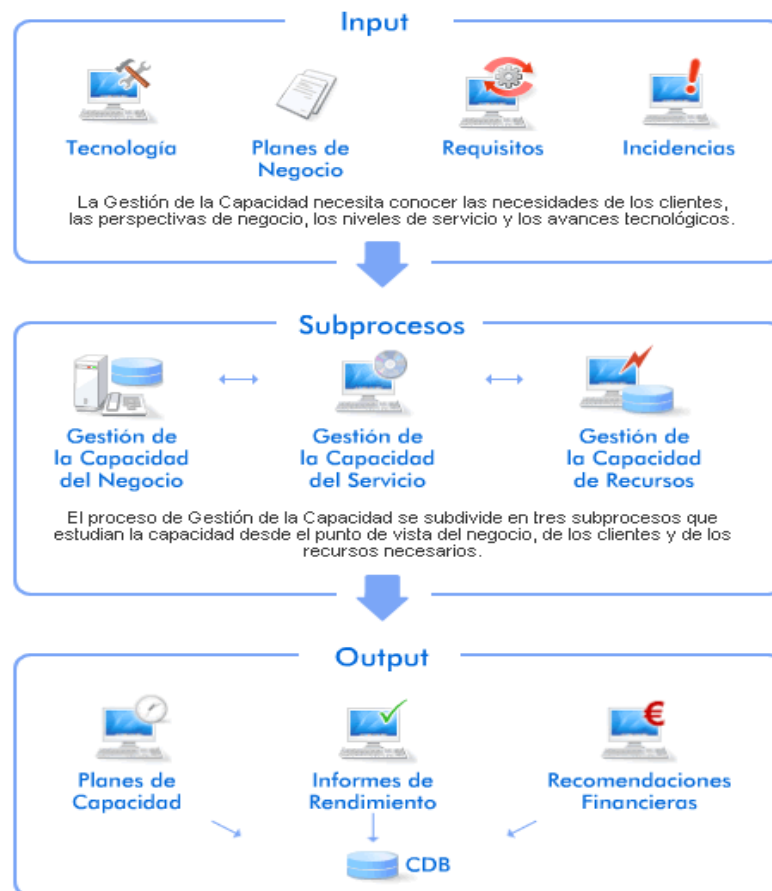 Input
Tecnología
Planes de
Negocio
Requisitos
Incidencias
La Gestión de la Capacidad necesita conocer las necesidades de los clientes,
las perspectivas de negocio, los niveles de servicio y los avances tecnológicos.
Subprocesos
Gestión de
la Capacidad
del Negocio
Gestión de
la Capacidad
del Servicio
Gestión de
la Capacidad
de Recursos
El proceso de Gestión de la Capacidad se subdivide en tres subprocesos que
estudian la capacidad desde el punto de vista del negocio, de los clientes y de los
recursos necesarios.
Output
Planes de
Capacidad
Informes de
Rendimiento
€
Recomendaciones
Financieras
CDB